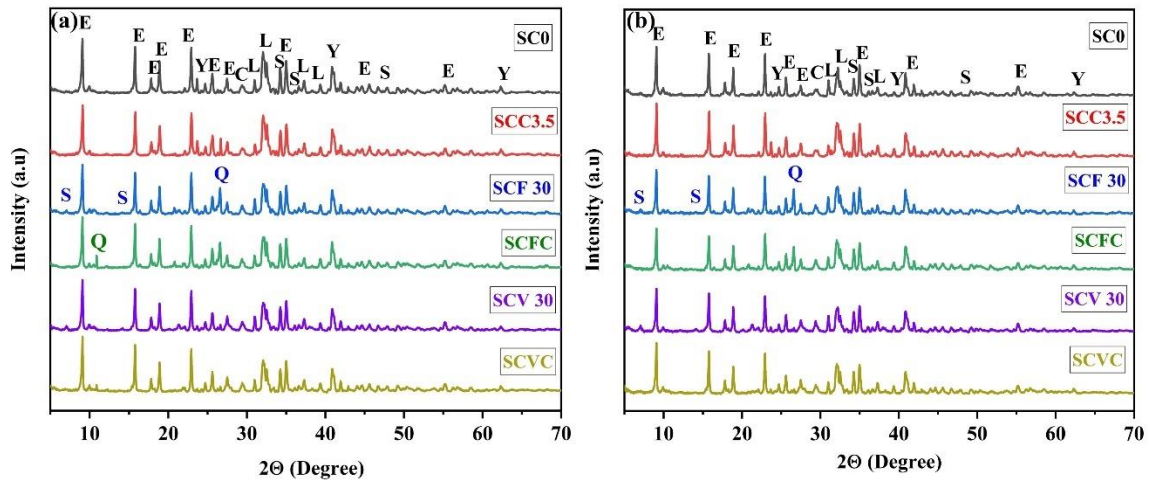 (a) E E E E E Y E E C L L S E S L L Y E S E Y SC0
SCC3.5
S S Q SCF 30
Q SCFC
SCV 30
SCVC
10 20 30 40 50 60 70
2Θ (Degree)
Intensity (a.u)
(b) E E E E Y E E C L L S E S L Y E S E Y SC0
SCC3.5
S S Q SCF 30
SCFC
SCV 30
SCVC
10 20 30 40 50 60 70
2Θ (Degree)
Intensity (a.u)